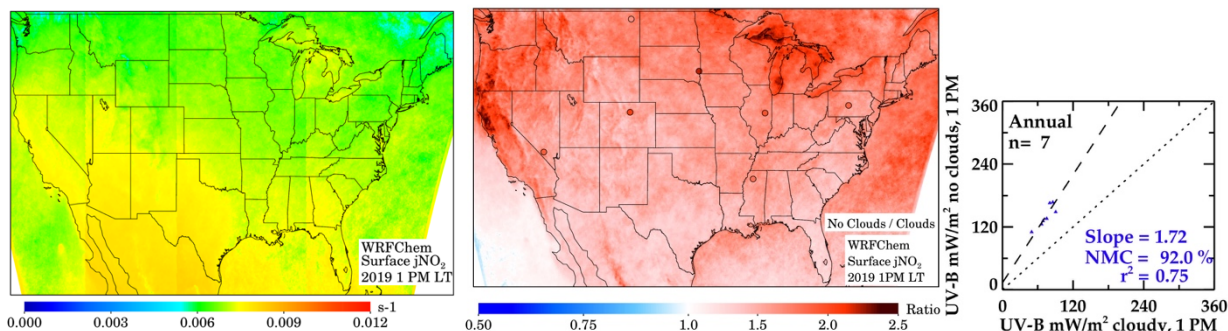 WRFChem
Surface jNO₂
2019 1 PM LT
s-1
0.000 0.003 0.006 0.009 0.012
No Clouds / Clouds
WRFChem
Surface jNO₂
2019 1PM LT
Ratio
0.50 0.75 1.0 1.25 1.5 2.0 2.5
UV-B mW/m² no clouds, 1 PM
360
240
120
0
Annual
n= 7
Slope = 1.72
NMC = 92.0 %
r² = 0.75
0 120 240 360
UV-B mW/m² cloudy, 1 PM